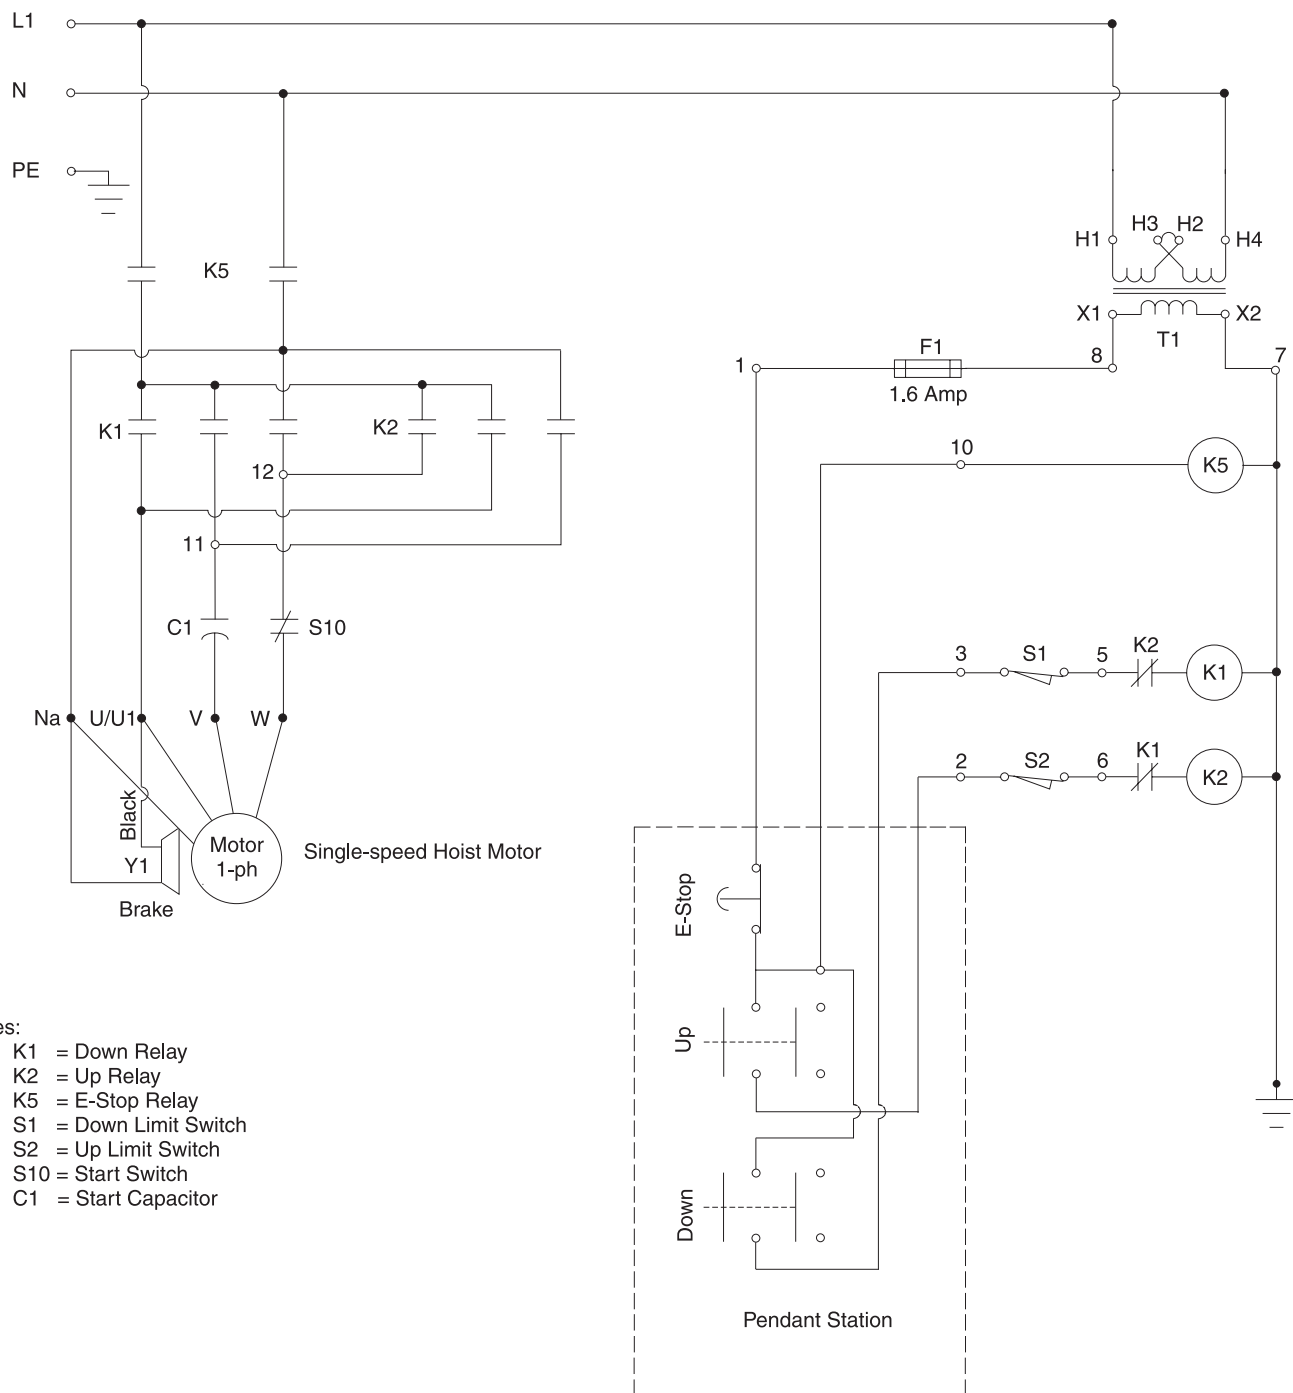 L1
N
PE
K5
H1
H3
H2
H4
X1
X2
T1
1
F1
8
7
1.6 Amp
K1
K2
12
10
K5
11
C1
S10
3
S1
5
K2
K1
Na
U/U1
V
W
2
S2
6
K1
K2
Black
Y1
Motor
1-ph
Single-speed Hoist Motor
Brake
E-Stop
Up
Down
Pendant Station
es:
K1 = Down Relay
K2 = Up Relay
K5 = E-Stop Relay
S1 = Down Limit Switch
S2 = Up Limit Switch
S10 = Start Switch
C1 = Start Capacitor